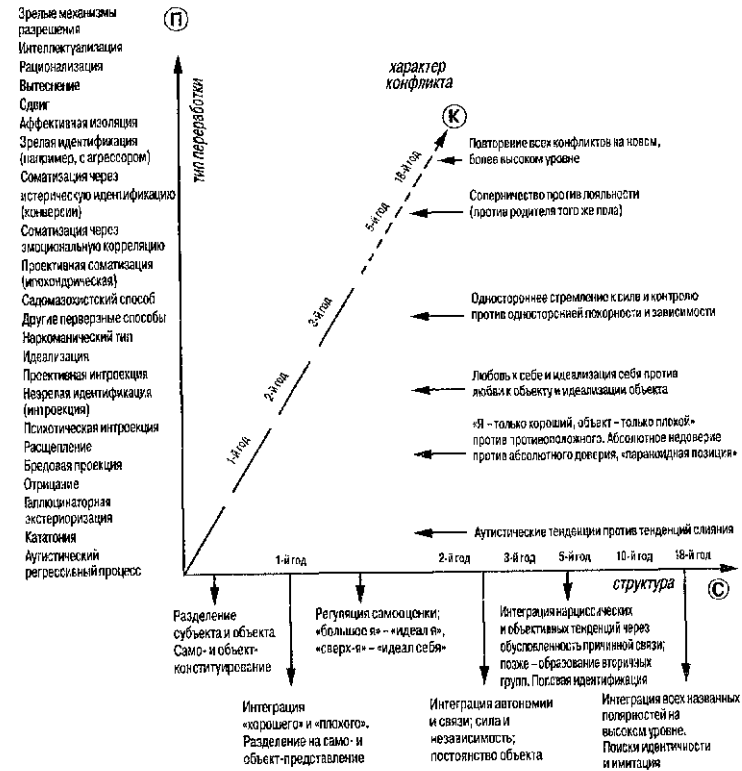 Зрелые механизмы
разрешения
Интеллектуализация
Рационализация
Вытеснение
Сдвиг
Аффективная изоляция
Зрелая идентификация
(например, с агрессором)
Соматизация через
истерическую идентификацию
(конверсии)
Соматизация через
эмоциональную корреляцию
Проективная соматизация
(ипохондрическая)
Садомазохистский способ
Другие перверзные способы
Наркоманический тип
Идеализация
Проективная интроекция
Незрелая идентификация
(интроекция)
Психотическая интроекция
Расщепление
Бредовая проекция
Отрицание
Галлюцинаторная
экстериоризация
Кататония
Аутистический
регрессивный процесс
П
тип переработки
характер
конфликта
К
18-й год
5-й год
3-й год
2-й год
1-й год
Повторение всех конфликтов на новом,
более высоком уровне
Соперничество против лояльности
(против родителя того же пола)
Одностороннее стремление к силе и контролю
против односторонней покорности и зависимости
Любовь к себе и идеализация себя против
любви к объекту и идеализации объекта
«Я – только хороший, объект – только плохой»
против противоположного. Абсолютное недоверие
против абсолютного доверия, «параноидная позиция»
Аутистические тенденции против тенденций слияния
1-й год 2-й год 3-й год 5-й год 10-й год 18-й год
структура
С
Разделение
субъекта и объекта
Само- и объект-
конституирование
Регуляция самооценки;
«большое я» – «идеал я»,
«сверх-я» – «идеал себя»
Интеграция нарциссических
и объективных тенденций через
обусловленность причинной связи;
позже – образование вторичных
групп. Половая идентификация
Интеграция
«хорошего» и «плохого».
Разделение на само- и
объект-представление
Интеграция автономии
и связи; сила и
независимость;
постоянство объекта
Интеграция всех названных
полярностей на
высоком уровне.
Поиски идентичности
и имитация